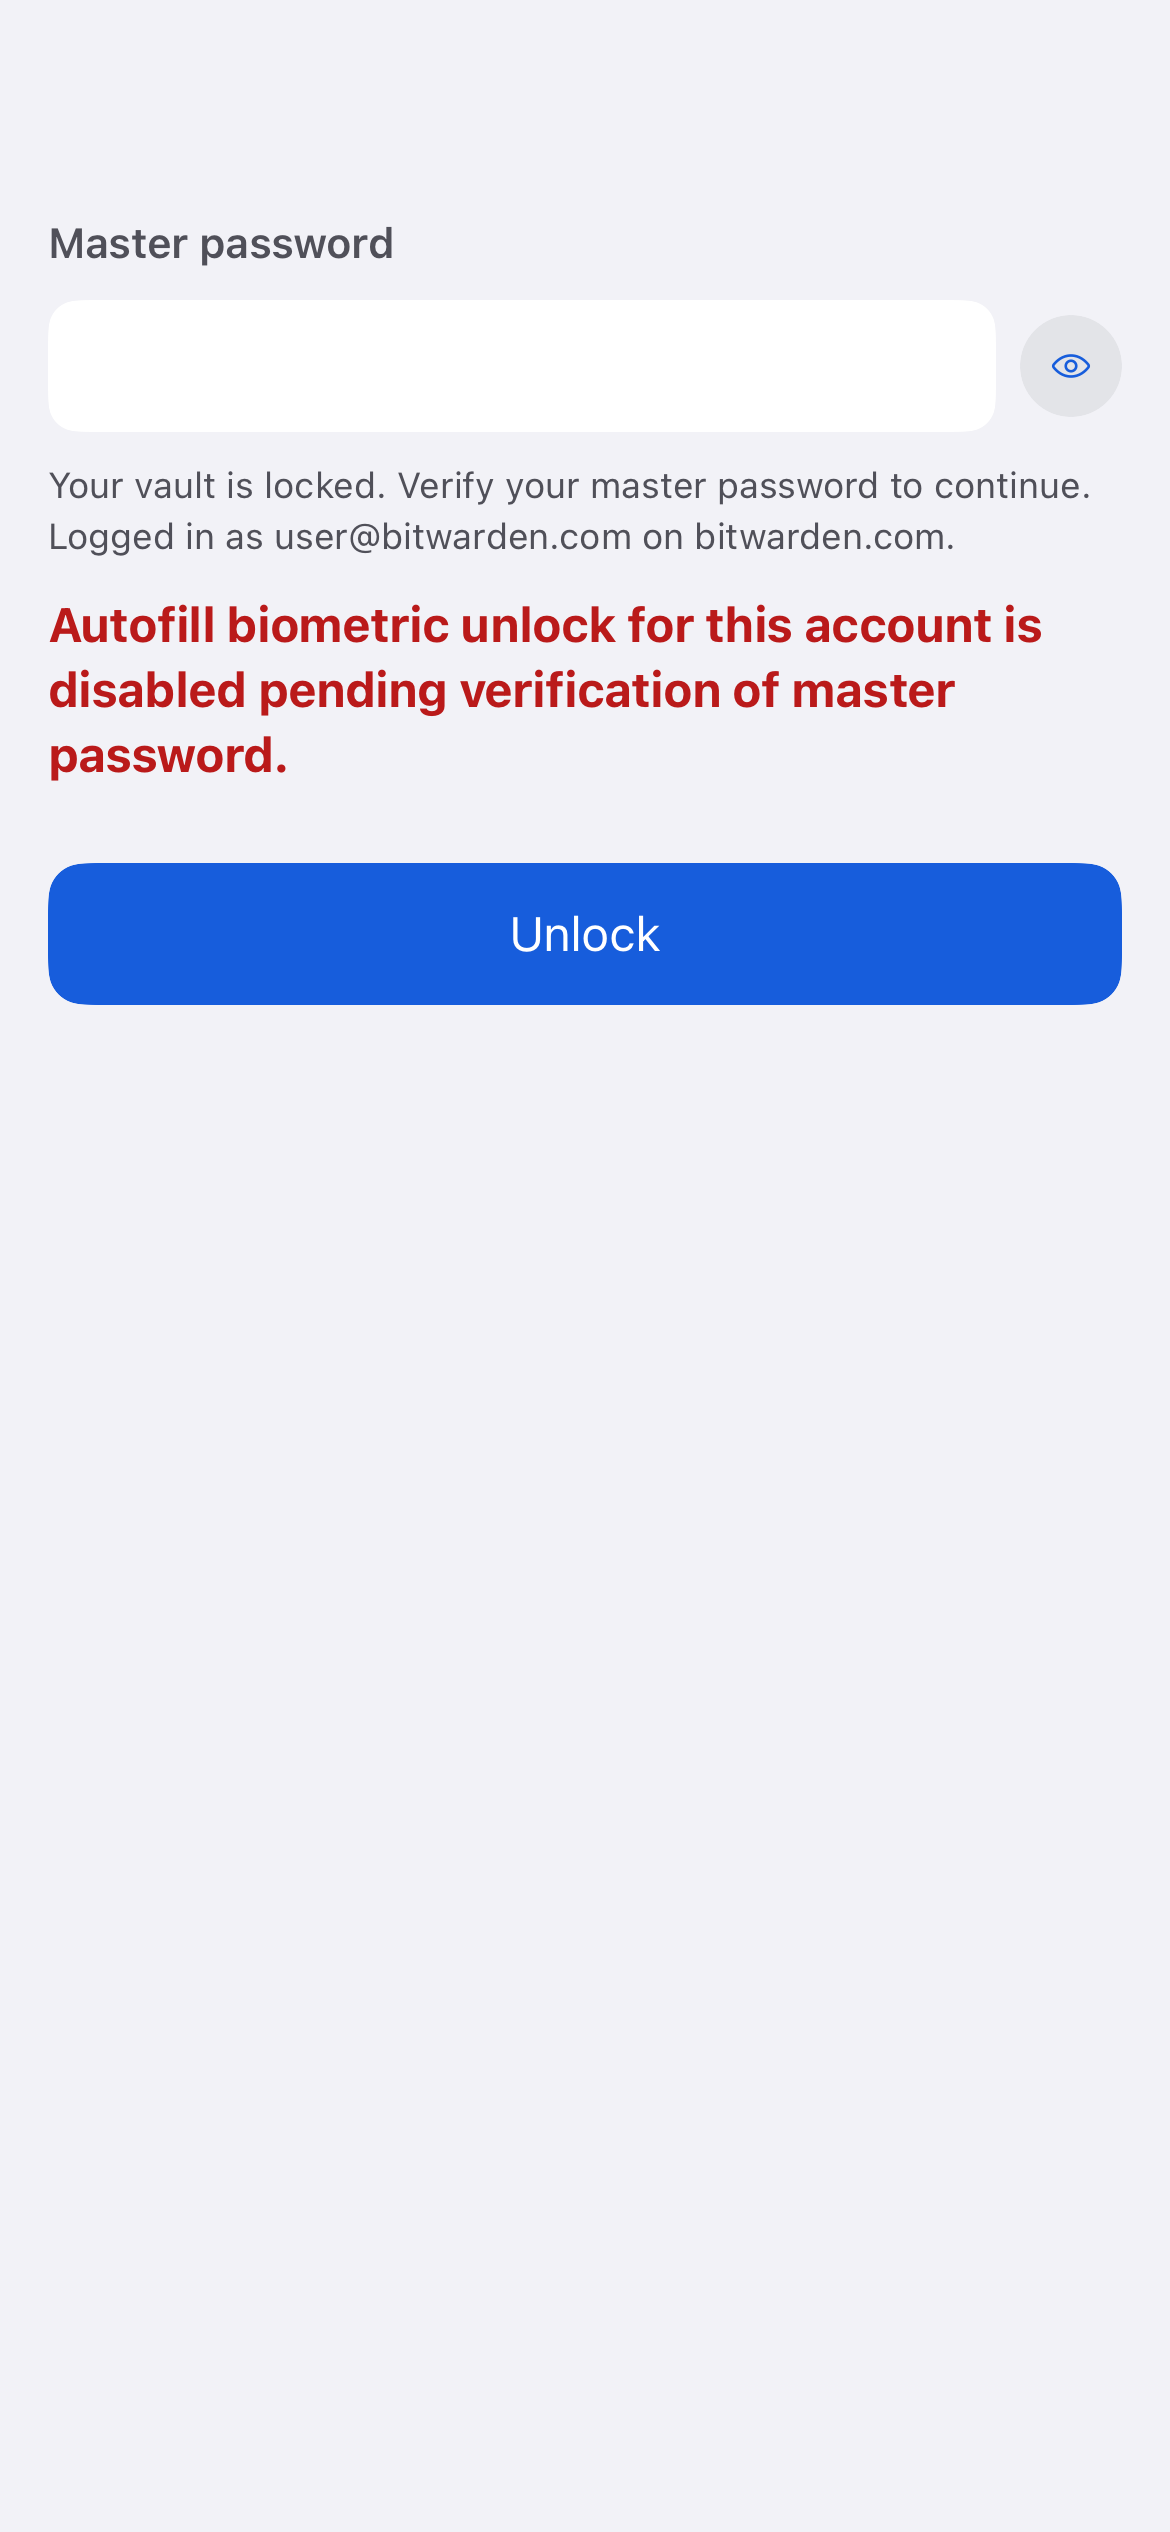 Master password
Your vault is locked. Verify your master password to continue.
Logged in as user@bitwarden.com on bitwarden.com.
Autofill biometric unlock for this account is
disabled pending verification of master
password.
Unlock